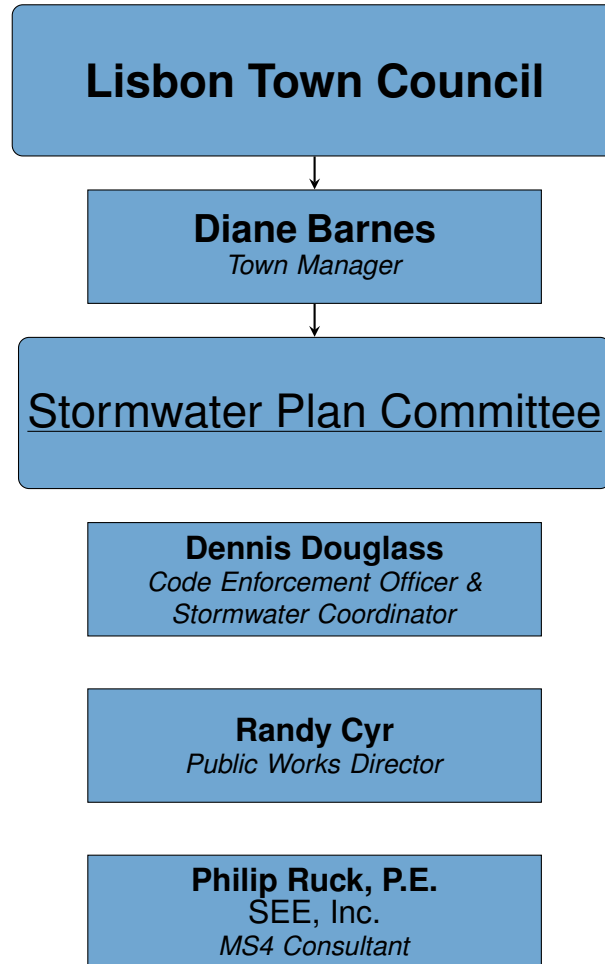 Lisbon Town Council
Diane Barnes
Town Manager
Stormwater Plan Committee
Dennis Douglass
Code Enforcement Officer &
Stormwater Coordinator
Randy Cyr
Public Works Director
Philip Ruck, P.E.
SEE, Inc.
MS4 Consultant